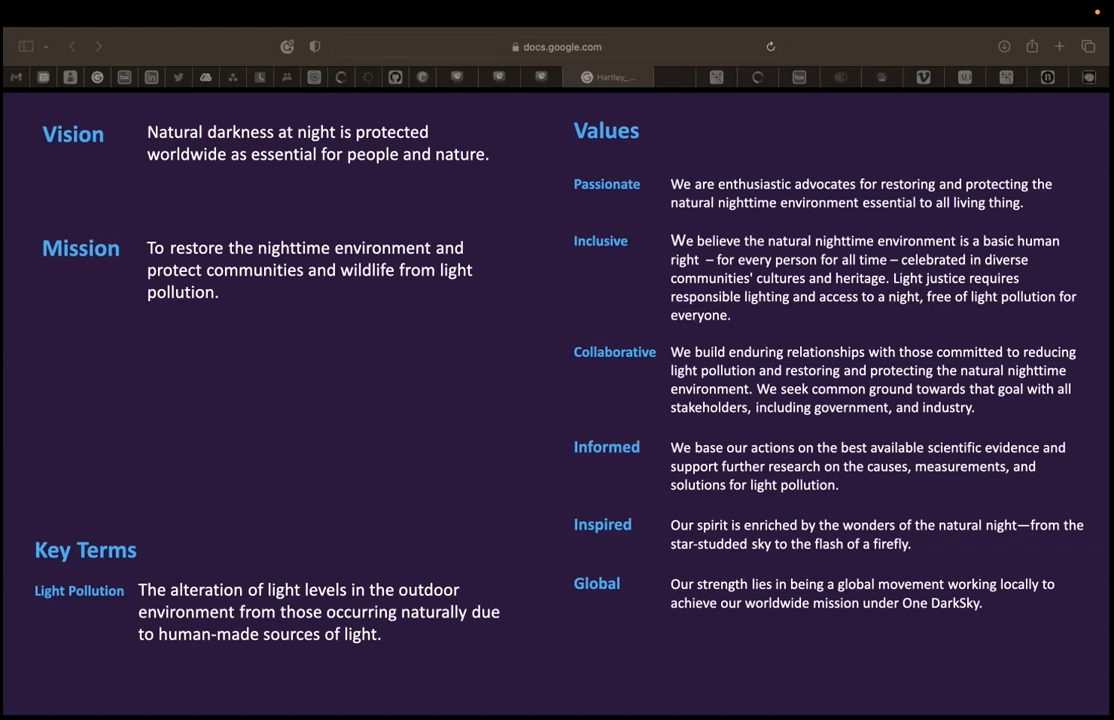 docs.google.com
Hartley_...
Vision
Natural darkness at night is protected
worldwide as essential for people and nature.
Mission
To restore the nighttime environment and
protect communities and wildlife from light
pollution.
Key Terms
Light Pollution
The alteration of light levels in the outdoor
environment from those occurring naturally due
to human-made sources of light.
Values
Passionate
We are enthusiastic advocates for restoring and protecting the
natural nighttime environment essential to all living thing.
Inclusive
We believe the natural nighttime environment is a basic human
right – for every person for all time – celebrated in diverse
communities' cultures and heritage. Light justice requires
responsible lighting and access to a night, free of light pollution for
everyone.
Collaborative
We build enduring relationships with those committed to reducing
light pollution and restoring and protecting the natural nighttime
environment. We seek common ground towards that goal with all
stakeholders, including government, and industry.
Informed
We base our actions on the best available scientific evidence and
support further research on the causes, measurements, and
solutions for light pollution.
Inspired
Our spirit is enriched by the wonders of the natural night—from the
star-studded sky to the flash of a firefly.
Global
Our strength lies in being a global movement working locally to
achieve our worldwide mission under One DarkSky.